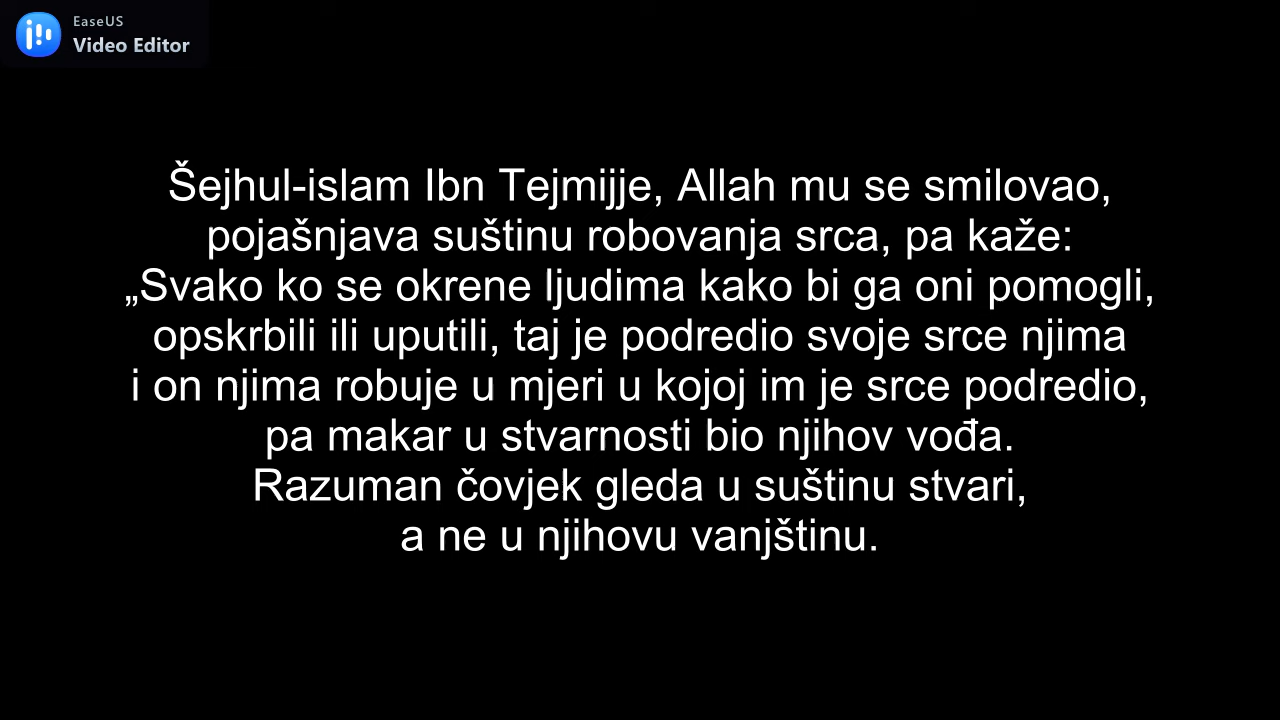 EaseUS
Video Editor
Šejhul-islam Ibn Tejmijje, Allah mu se smilovao,
pojašnjava suštinu robovanja srca, pa kaže:
„Svako ko se okrene ljudima kako bi ga oni pomogli,
opskrbili ili uputili, taj je podredio svoje srce njima
i on njima robuje u mjeri u kojoj im je srce podredio,
pa makar u stvarnosti bio njihov vođa.
Razuman čovjek gleda u suštinu stvari,
a ne u njihovu vanjštinu.